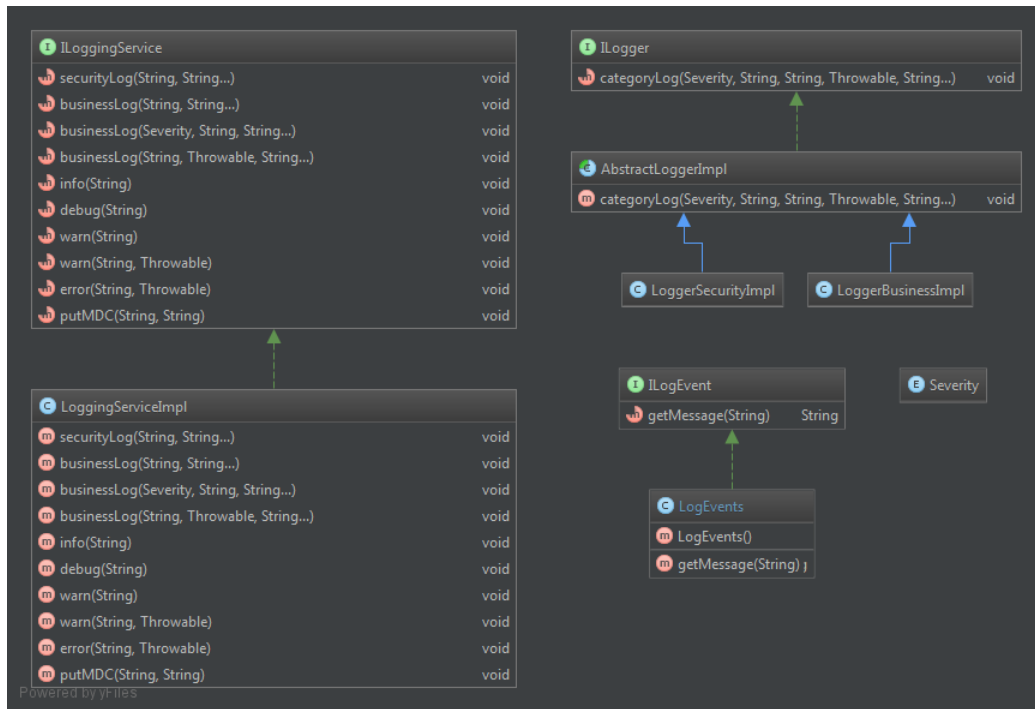 ILoggingService
securityLog(String, String...) void
businessLog(String, String...) void
businessLog(Severity, String, String...) void
businessLog(String, Throwable, String...) void
info(String) void
debug(String) void
warn(String) void
warn(String, Throwable) void
error(String, Throwable) void
putMDC(String, String) void
LoggingServiceImpl
securityLog(String, String...) void
businessLog(String, String...) void
businessLog(Severity, String, String...) void
businessLog(String, Throwable, String...) void
info(String) void
debug(String) void
warn(String) void
warn(String, Throwable) void
error(String, Throwable) void
putMDC(String, String) void
Powered by yFiles
ILogger
categoryLog(Severity, String, String, Throwable, String...) void
AbstractLoggerImpl
categoryLog(Severity, String, String, Throwable, String...) void
LoggerSecurityImpl
LoggerBusinessImpl
ILogEvent
getMessage(String) String
Severity
LogEvents
LogEvents()
getMessage(String)